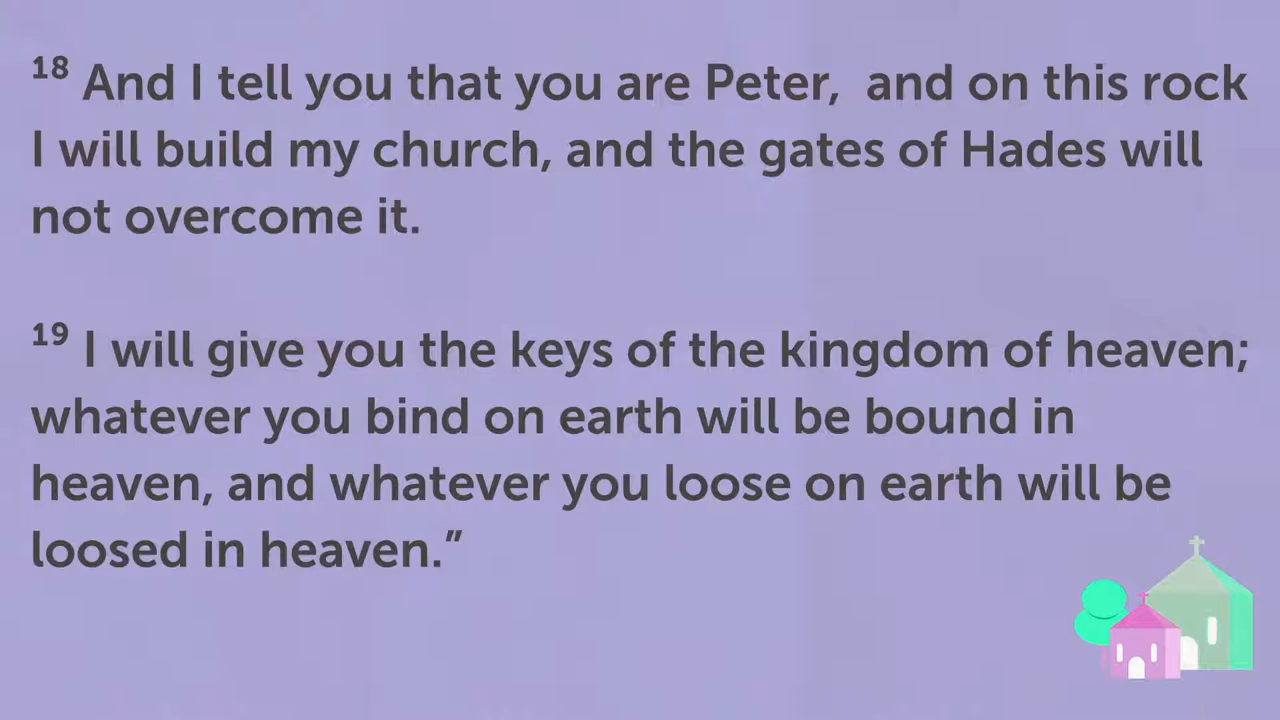 18 And I tell you that you are Peter,  and on this rock
I will build my church, and the gates of Hades will
not overcome it.
19 I will give you the keys of the kingdom of heaven;
whatever you bind on earth will be bound in
heaven, and whatever you loose on earth will be
loosed in heaven.”